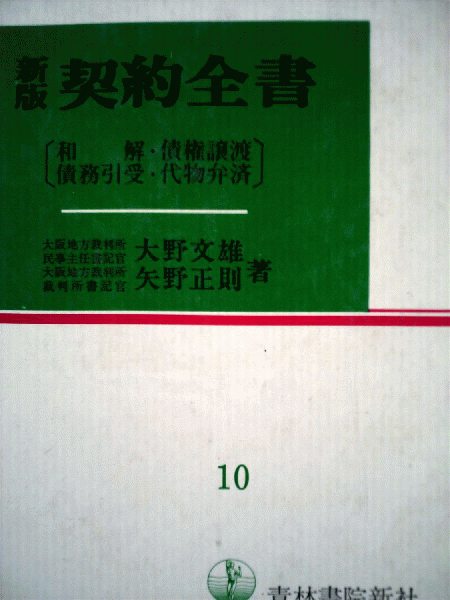 新版 契約全書
和解・債権譲渡
債務引受・代物弁済
大阪地方裁判所
民事主任書記官 大野文雄
大阪地方裁判所
裁判所書記官 矢野正則 著
10
青林書院新社